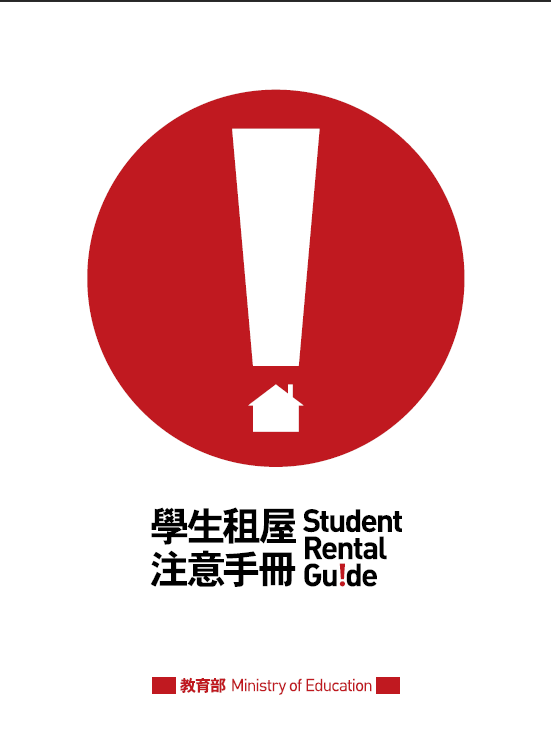 學生租屋
注意手冊
Student
Rental
Gu!de
教育部 Ministry of Education